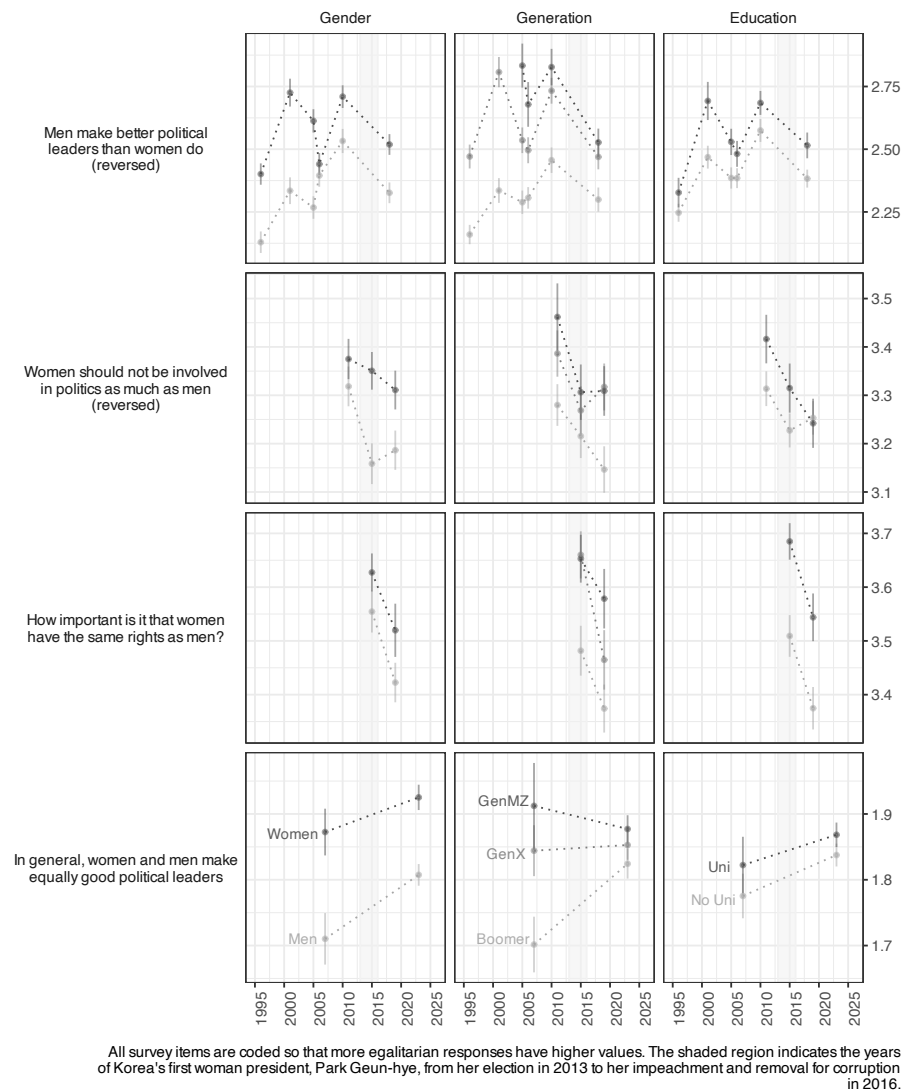 Gender
Generation
Education
Men make better political
leaders than women do
(reversed)
2.75
2.50
2.25
Women should not be involved
in politics as much as men
(reversed)
3.5
3.4
3.3
3.2
3.1
How important is it that women
have the same rights as men?
3.7
3.6
3.5
3.4
In general, women and men make
equally good political leaders
Women
Men
GenMZ
GenX
Boomer
Uni
No Uni
1.9
1.8
1.7
1995 2000 2005 2010 2015 2020 2025
1995 2000 2005 2010 2015 2020 2025
1995 2000 2005 2010 2015 2020 2025
All survey items are coded so that more egalitarian responses have higher values. The shaded region indicates the years
of Korea's first woman president, Park Geun-hye, from her election in 2013 to her impeachment and removal for corruption
in 2016.